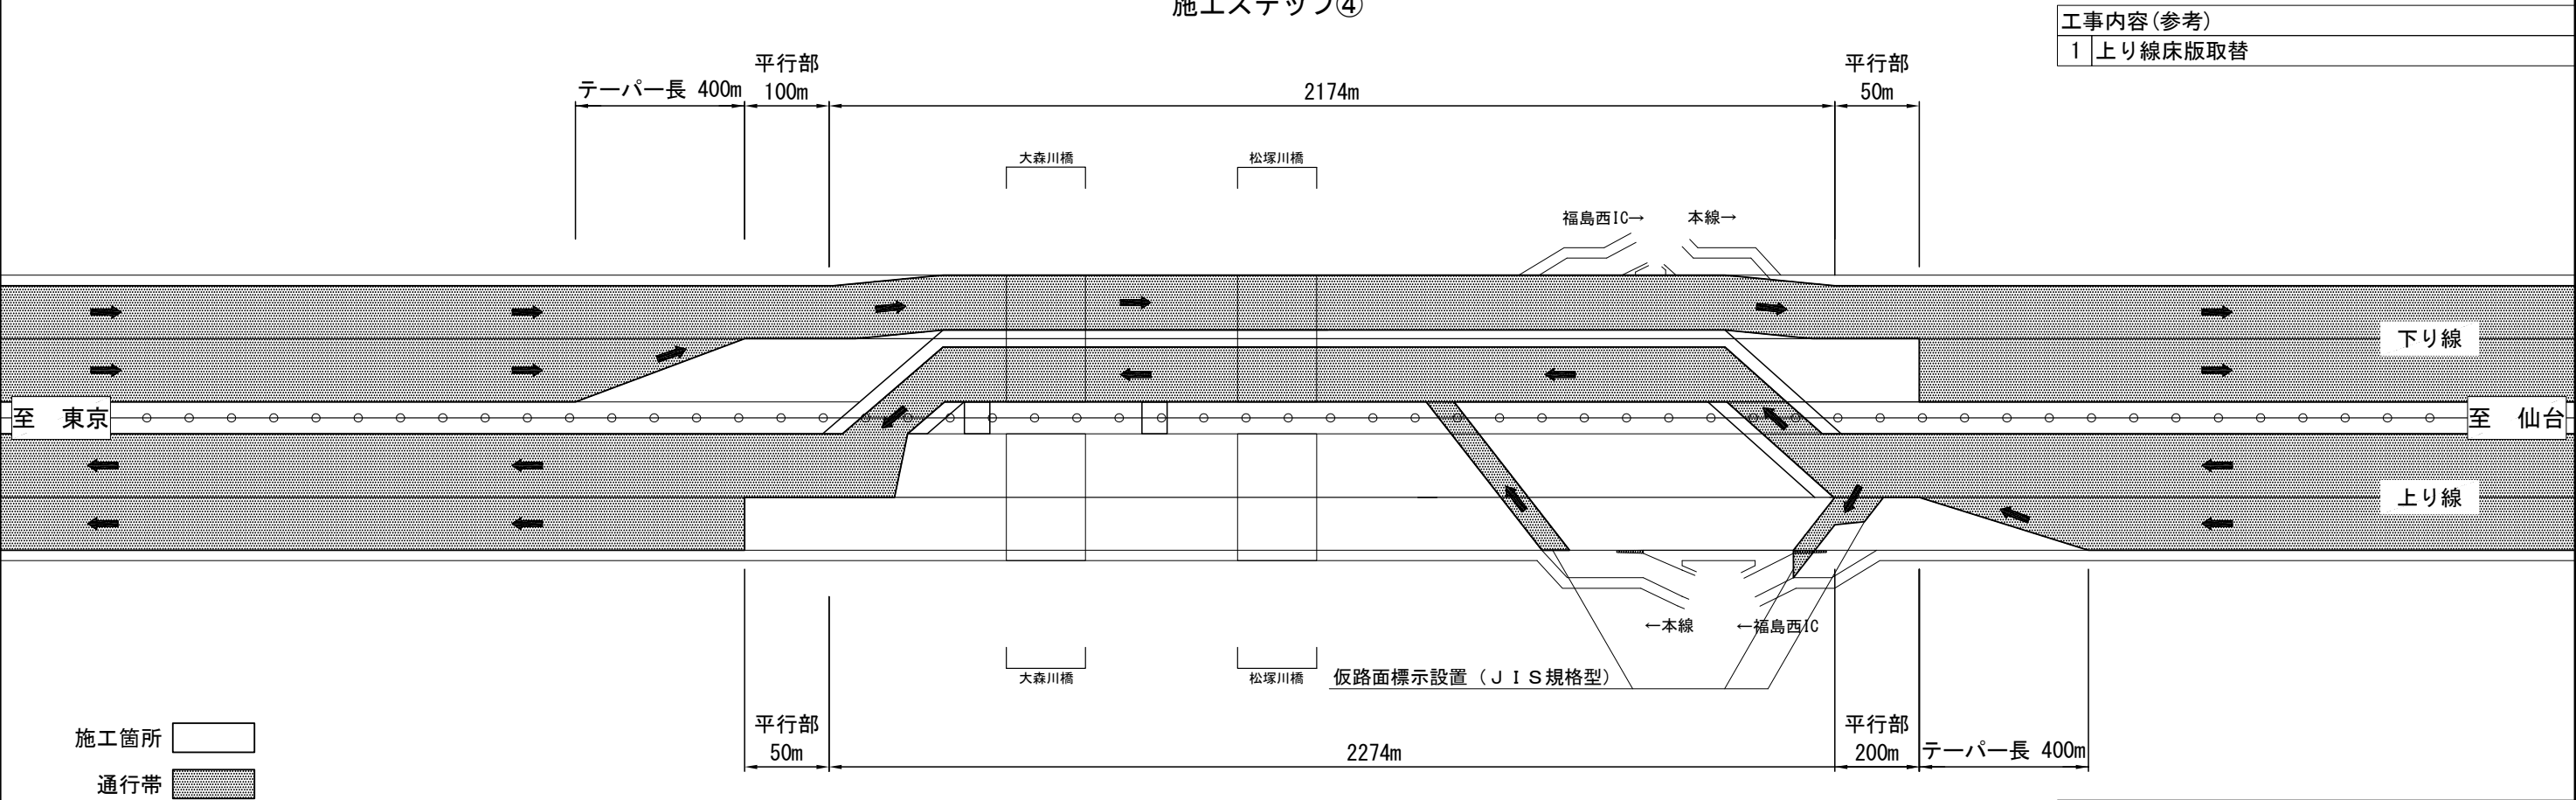 施工ステップ④
工事内容(参考)
1 上り線床版取替
テーパー長 400m
平行部
100m
2174m
平行部
50m
大森川橋
松塚川橋
福島西IC→
本線→
下り線
至　東京
至　仙台
上り線
←本線
←福島西IC
大森川橋
松塚川橋
仮路面標示設置（ＪＩＳ規格型）
施工箇所
通行帯
平行部
50m
2274m
平行部
200m
テーパー長 400m